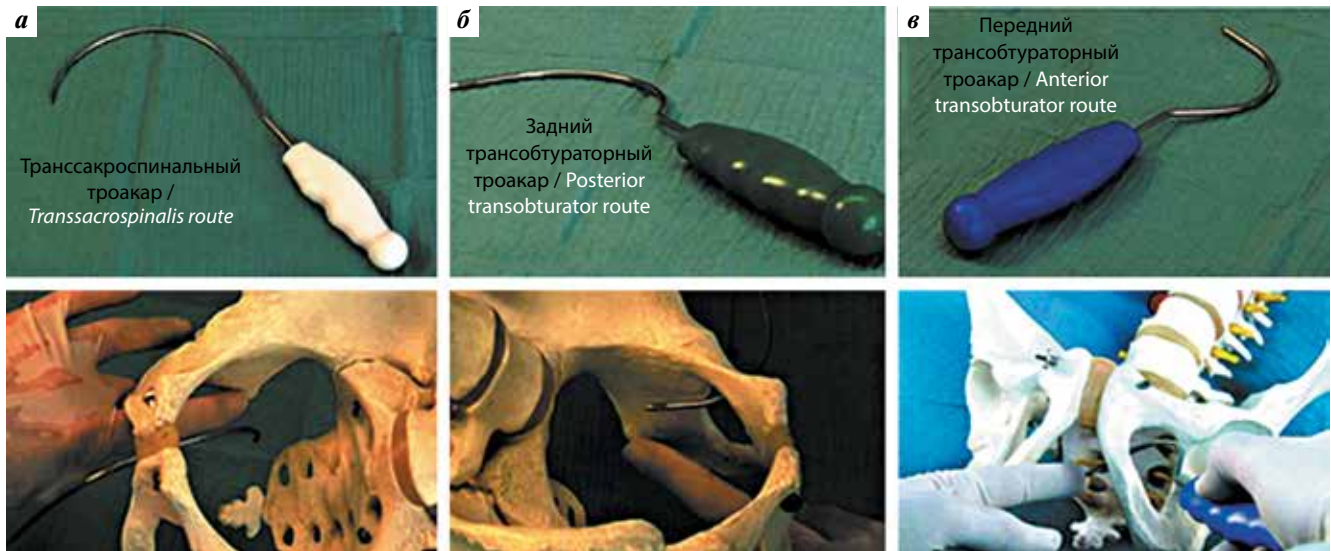 а
Транссакроспинальный
троакар /
Transsacrospinalis route
б
Задний
трансобтураторный
троакар / Posterior
transobturator route
в
Передний
трансобтураторный
троакар / Anterior
transobturator route